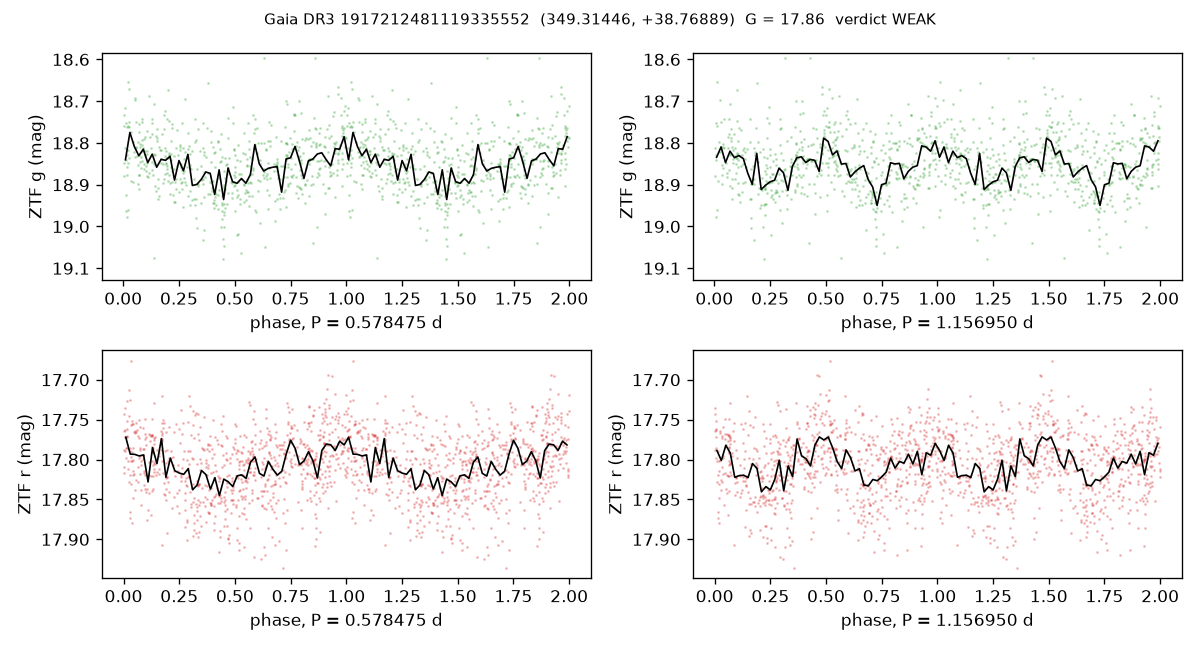 Gaia DR3 1917212481119335552 (349.31446, +38.76889) G = 17.86 verdict WEAK
18.6
18.7
18.8
18.9
19.0
19.1
ZTF g (mag)
0.00 0.25 0.50 0.75 1.00 1.25 1.50 1.75 2.00
phase, P = 0.578475 d
18.6
18.7
18.8
18.9
19.0
19.1
ZTF g (mag)
0.00 0.25 0.50 0.75 1.00 1.25 1.50 1.75 2.00
phase, P = 1.156950 d
17.70
17.75
17.80
17.85
17.90
ZTF r (mag)
0.00 0.25 0.50 0.75 1.00 1.25 1.50 1.75 2.00
phase, P = 0.578475 d
17.70
17.75
17.80
17.85
17.90
ZTF r (mag)
0.00 0.25 0.50 0.75 1.00 1.25 1.50 1.75 2.00
phase, P = 1.156950 d